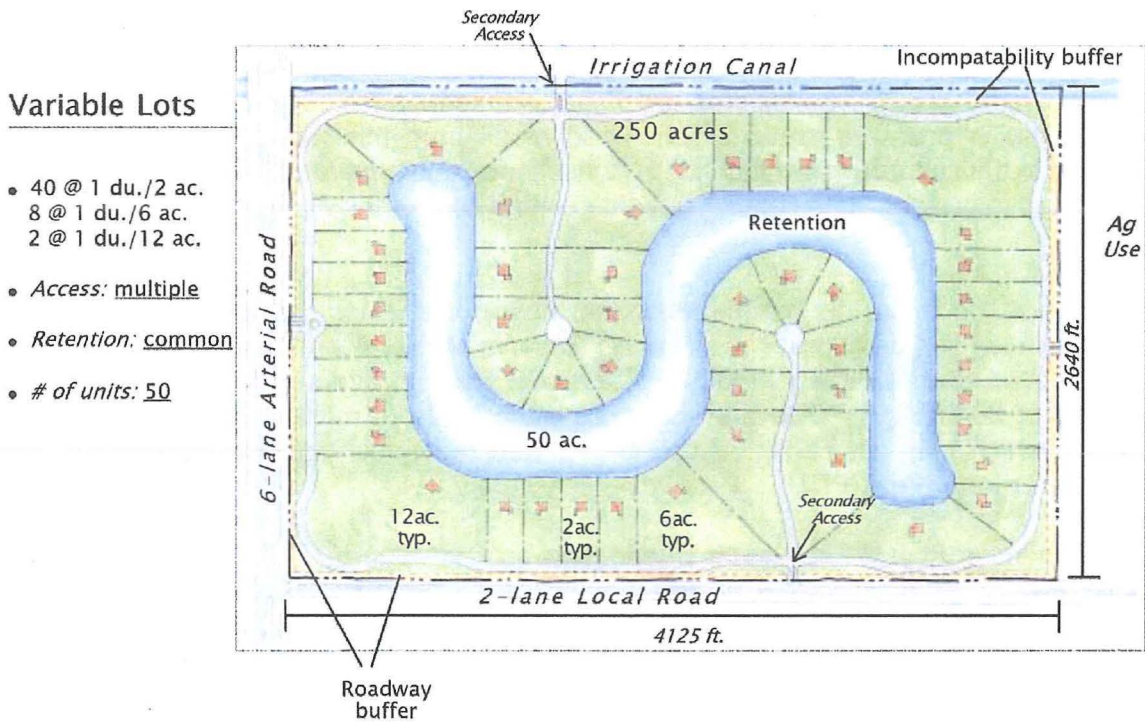 Secondary
Access
Irrigation Canal
Incompatability buffer
Variable Lots
250 acres
• 40 @ 1 du./2 ac.
8 @ 1 du./6 ac.
2 @ 1 du./12 ac.
• Access: multiple
• Retention: common
• # of units: 50
6-lane Arterial Road
Retention
Ag
Use
2640 ft.
50 ac.
12ac.
typ.
2ac.
typ.
6ac.
typ.
Secondary
Access
2-lane Local Road
4125 ft.
Roadway
buffer